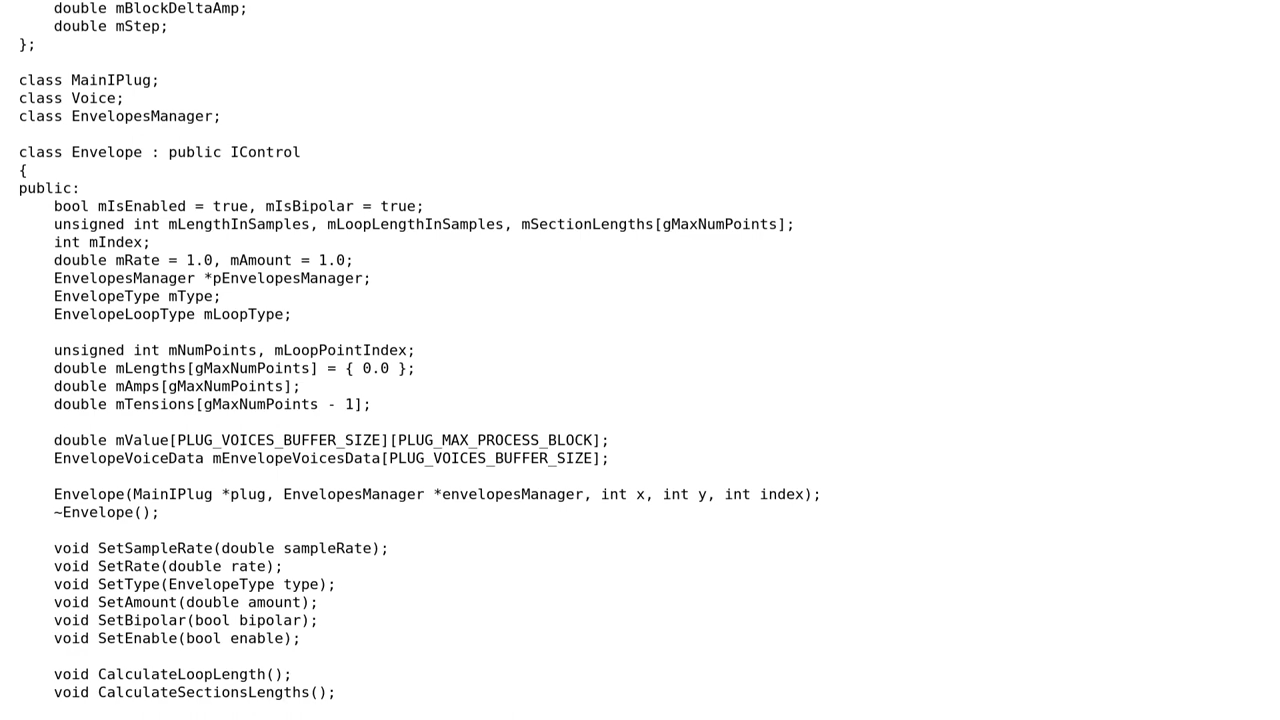 double mBlockDeltaAmp;
    double mStep;
};

class MainIPlug;
class Voice;
class EnvelopesManager;

class Envelope : public IControl
{
public:
    bool mIsEnabled = true, mIsBipolar = true;
    unsigned int mLengthInSamples, mLoopLengthInSamples, mSectionLengths[gMaxNumPoints];
    int mIndex;
    double mRate = 1.0, mAmount = 1.0;
    EnvelopesManager *pEnvelopesManager;
    EnvelopeType mType;
    EnvelopeLoopType mLoopType;

    unsigned int mNumPoints, mLoopPointIndex;
    double mLengths[gMaxNumPoints] = { 0.0 };
    double mAmps[gMaxNumPoints];
    double mTensions[gMaxNumPoints - 1];

    double mValue[PLUG_VOICES_BUFFER_SIZE][PLUG_MAX_PROCESS_BLOCK];
    EnvelopeVoiceData mEnvelopeVoicesData[PLUG_VOICES_BUFFER_SIZE];

    Envelope(MainIPlug *plug, EnvelopesManager *envelopesManager, int x, int y, int index);
    ~Envelope();

    void SetSampleRate(double sampleRate);
    void SetRate(double rate);
    void SetType(EnvelopeType type);
    void SetAmount(double amount);
    void SetBipolar(bool bipolar);
    void SetEnable(bool enable);

    void CalculateLoopLength();
    void CalculateSectionsLengths();